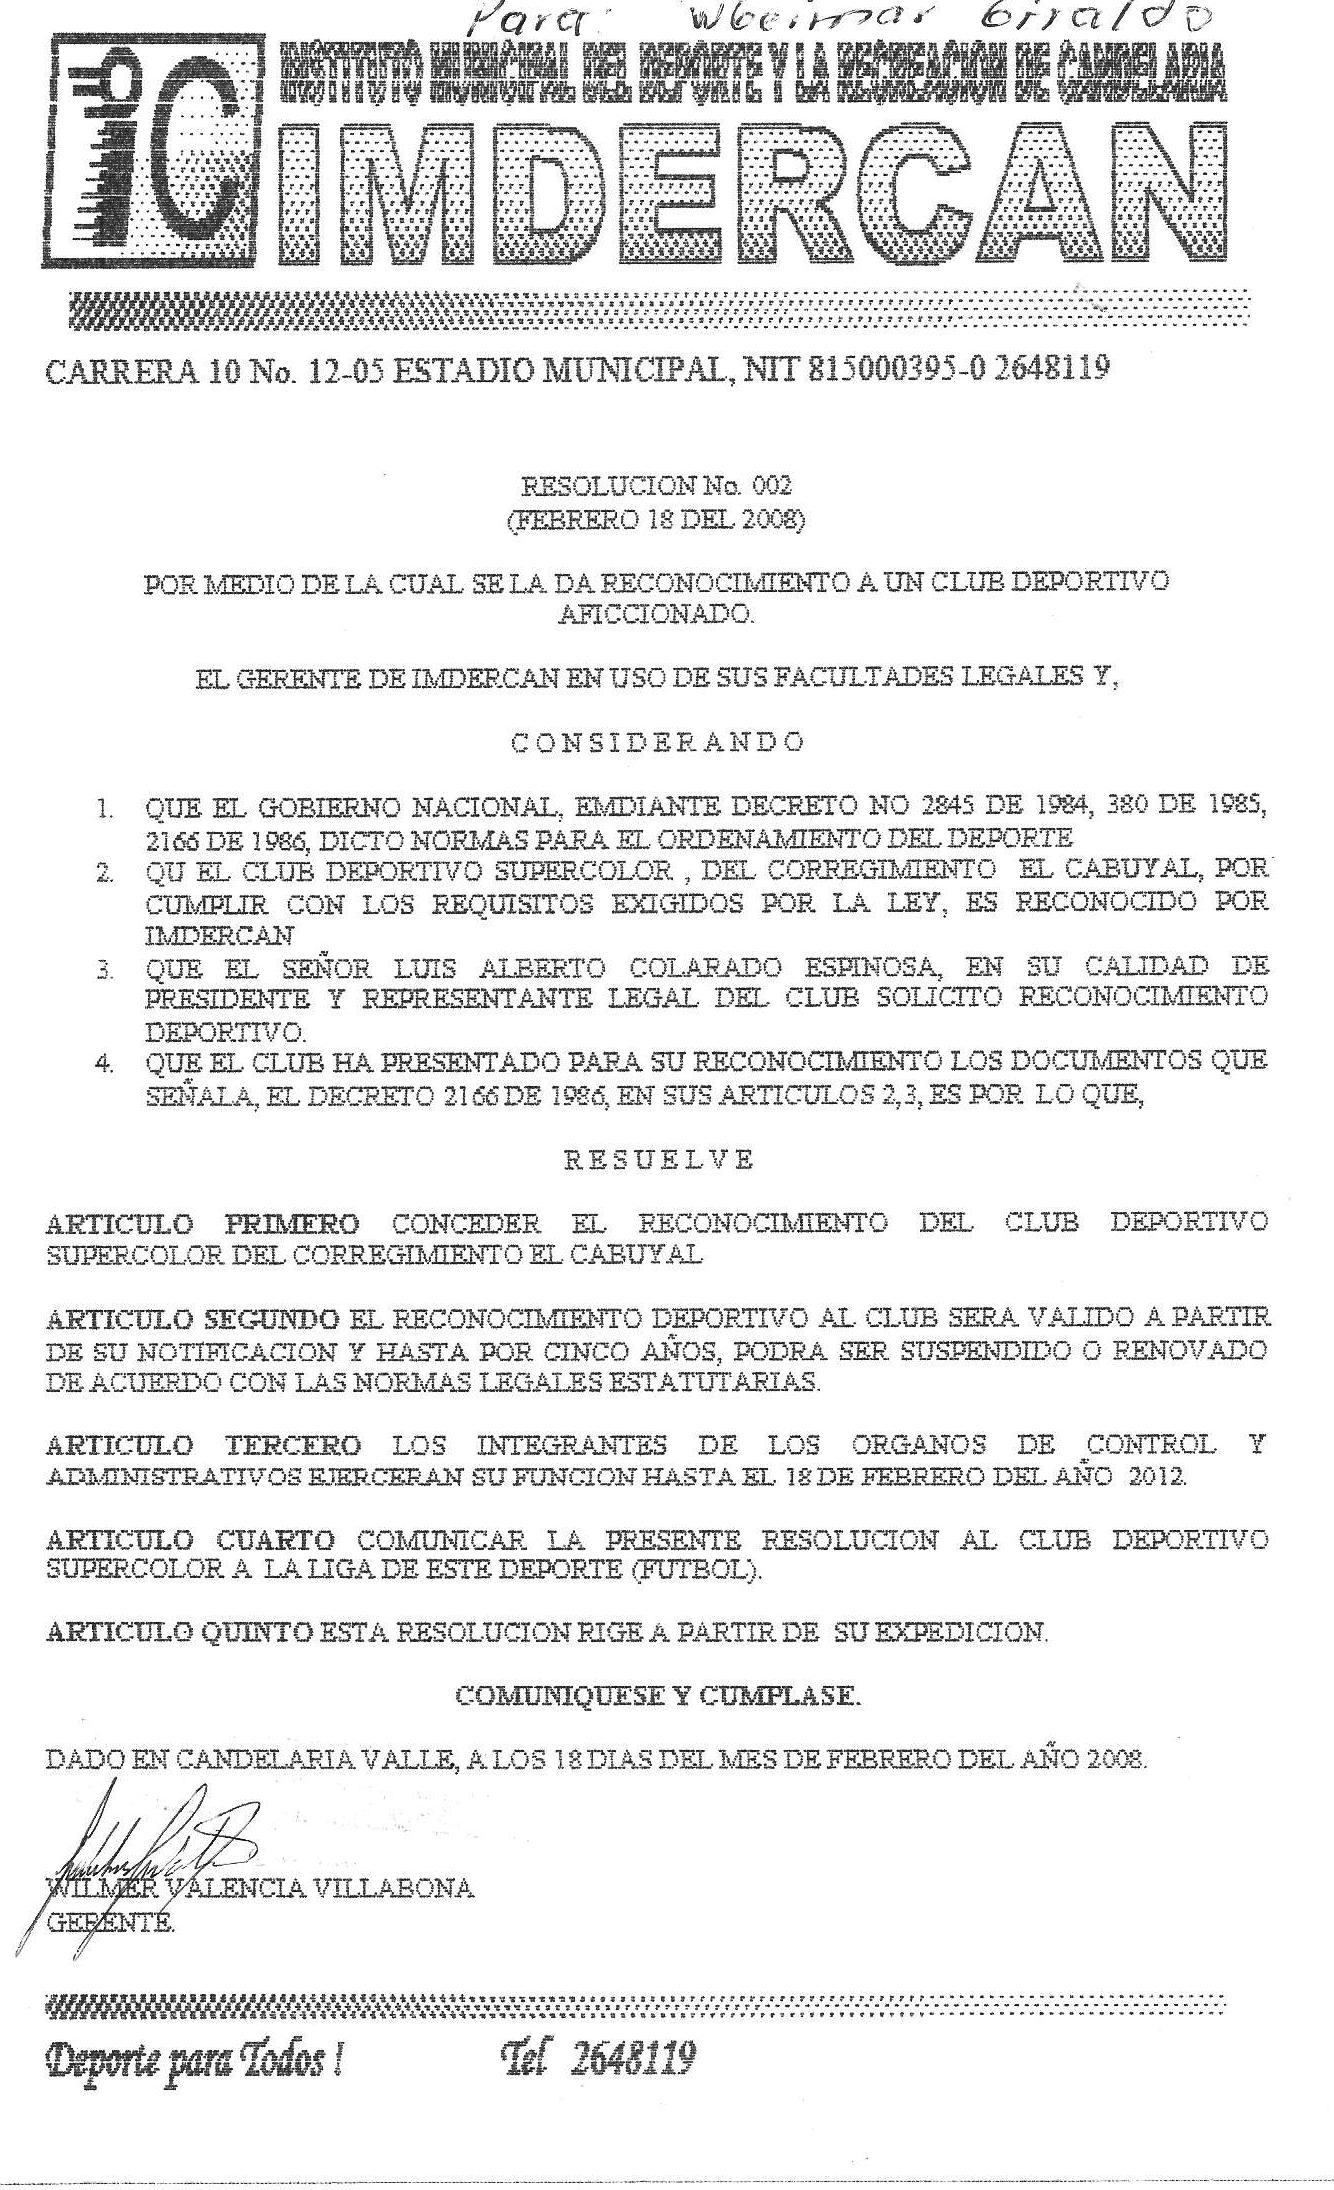 Para: Wbeimar Giraldo
INSTITUTO MUNICIPAL DEL DEPORTE Y LA RECREACION DE CANDELARIA
iC IMDERCAN
CARRERA 10 No. 12-05 ESTADIO MUNICIPAL, NIT 815000395-0 2648119
RESOLUCION No. 002
(FEBRERO 18 DEL 2008)
POR MEDIO DE LA CUAL SE LA DA RECONOCIMIENTO A UN CLUB DEPORTIVO
AFICCIONADO.
EL GERENTE DE IMDERCAN EN USO DE SUS FACULTADES LEGALES Y,
C O N S I D E R A N D O
1. QUE EL GOBIERNO NACIONAL, EMDIANTE DECRETO NO 2845 DE 1984, 380 DE 1985,
2166 DE 1986, DICTO NORMAS PARA EL ORDENAMIENTO DEL DEPORTE
2. QU EL CLUB DEPORTIVO SUPERCOLOR , DEL CORREGIMIENTO EL CABUYAL, POR
CUMPLIR CON LOS REQUISITOS EXIGIDOS POR LA LEY, ES RECONOCIDO POR
IMDERCAN
3. QUE EL SEÑOR LUIS ALBERTO COLARADO ESPINOSA, EN SU CALIDAD DE
PRESIDENTE Y REPRESENTANTE LEGAL DEL CLUB SOLICITO RECONOCIMIENTO
DEPORTIVO.
4. QUE EL CLUB HA PRESENTADO PARA SU RECONOCIMIENTO LOS DOCUMENTOS QUE
SEÑALA, EL DECRETO 2166 DE 1986, EN SUS ARTICULOS 2,3, ES POR LO QUE,
R E S U E L V E
ARTICULO PRIMERO CONCEDER EL RECONOCIMIENTO DEL CLUB DEPORTIVO
SUPERCOLOR DEL CORREGIMIENTO EL CABUYAL
ARTICULO SEGUNDO EL RECONOCIMIENTO DEPORTIVO AL CLUB SERA VALIDO A PARTIR
DE SU NOTIFICACION Y HASTA POR CINCO AÑOS, PODRA SER SUSPENDIDO O RENOVADO
DE ACUERDO CON LAS NORMAS LEGALES ESTATUTARIAS.
ARTICULO TERCERO LOS INTEGRANTES DE LOS ORGANOS DE CONTROL Y
ADMINISTRATIVOS EJERCERAN SU FUNCION HASTA EL 18 DE FEBRERO DEL AÑO 2012.
ARTICULO CUARTO COMUNICAR LA PRESENTE RESOLUCION AL CLUB DEPORTIVO
SUPERCOLOR A LA LIGA DE ESTE DEPORTE (FUTBOL).
ARTICULO QUINTO ESTA RESOLUCION RIGE A PARTIR DE SU EXPEDICION.
COMUNIQUESE Y CUMPLASE.
DADO EN CANDELARIA VALLE, A LOS 18 DIAS DEL MES DE FEBRERO DEL AÑO 2008.
WILMER VALENCIA VILLABONA
GERENTE.
Deporte para Todos ! Tel 2648119